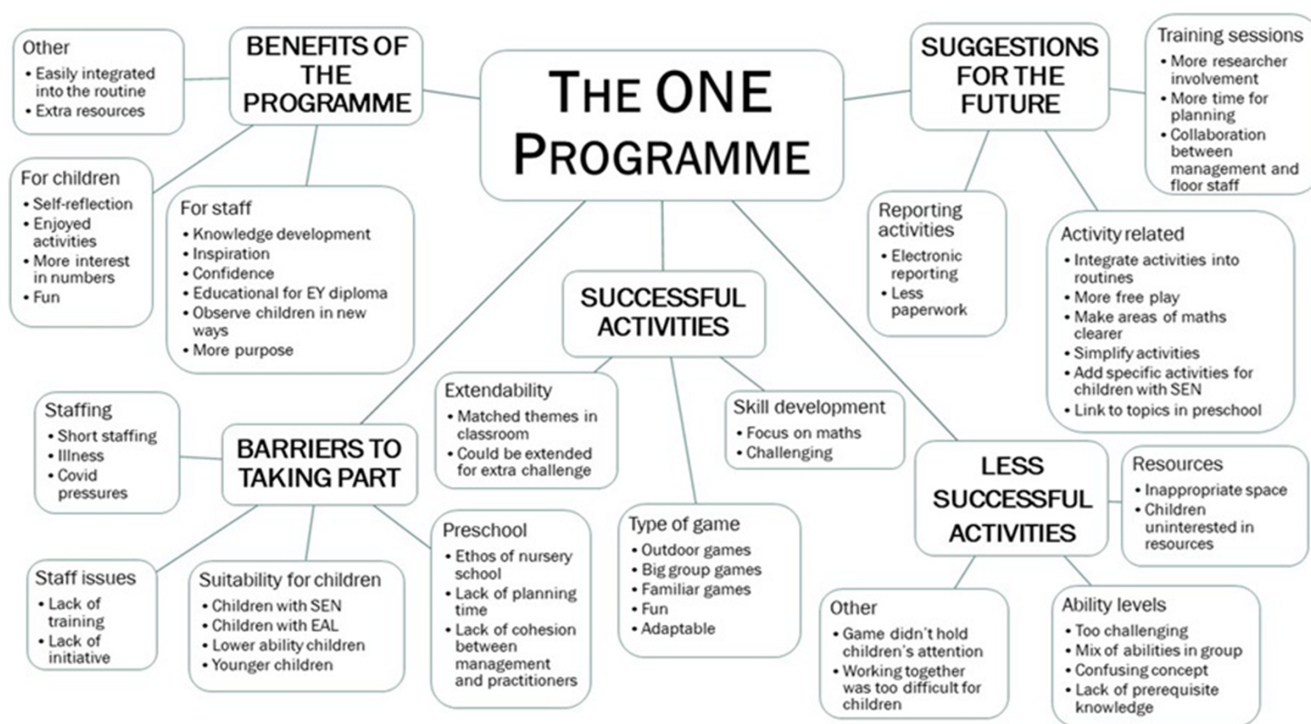 THE ONE
PROGRAMME
BENEFITS OF
THE
PROGRAMME
Other
• Easily integrated
into the routine
• Extra resources
For children
• Self-reflection
• Enjoyed
activities
• More interest
in numbers
• Fun
For staff
• Knowledge development
• Inspiration
• Confidence
• Educational for EY diploma
• Observe children in new
ways
• More purpose
SUGGESTIONS
FOR THE
FUTURE
Training sessions
• More researcher
involvement
• More time for
planning
• Collaboration
between
management and
floor staff
Reporting
activities
• Electronic
reporting
• Less
paperwork
Activity related
• Integrate activities into
routines
• More free play
• Make areas of maths
clearer
• Simplify activities
• Add specific activities for
children with SEN
• Link to topics in preschool
SUCCESSFUL
ACTIVITIES
Extendability
• Matched themes in
classroom
• Could be extended
for extra challenge
Skill development
• Focus on maths
• Challenging
Type of game
• Outdoor games
• Big group games
• Familiar games
• Fun
• Adaptable
BARRIERS TO
TAKING PART
Staffing
• Short staffing
• Illness
• Covid
pressures
Staff issues
• Lack of
training
• Lack of
initiative
Suitability for children
• Children with SEN
• Children with EAL
• Lower ability children
• Younger children
Preschool
• Ethos of nursery
school
• Lack of planning
time
• Lack of cohesion
between
management
and practitioners
LESS
SUCCESSFUL
ACTIVITIES
Resources
• Inappropriate space
• Children
uninterested in
resources
Other
• Game didn't hold
children's attention
• Working together
was too difficult for
children
Ability levels
• Too challenging
• Mix of abilities in group
• Confusing concept
• Lack of prerequisite
knowledge